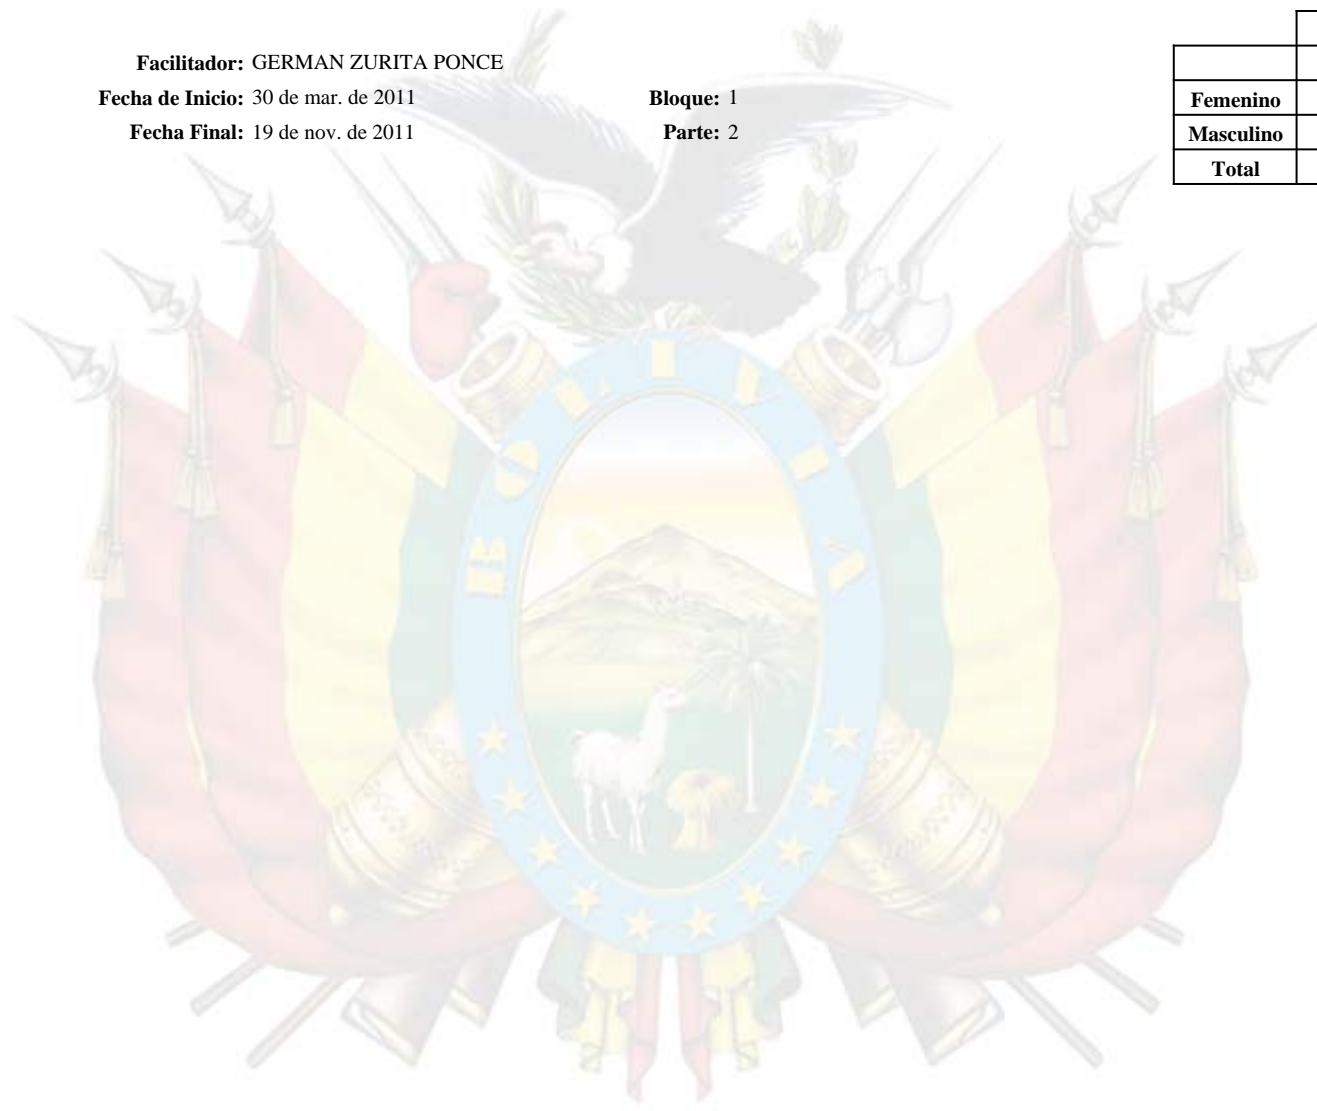 Facilitador: GERMAN ZURITA PONCE
Fecha de Inicio: 30 de mar. de 2011 Bloque: 1
Fecha Final: 19 de nov. de 2011 Parte: 2
Femenino
Masculino
Total
BOLIVIA